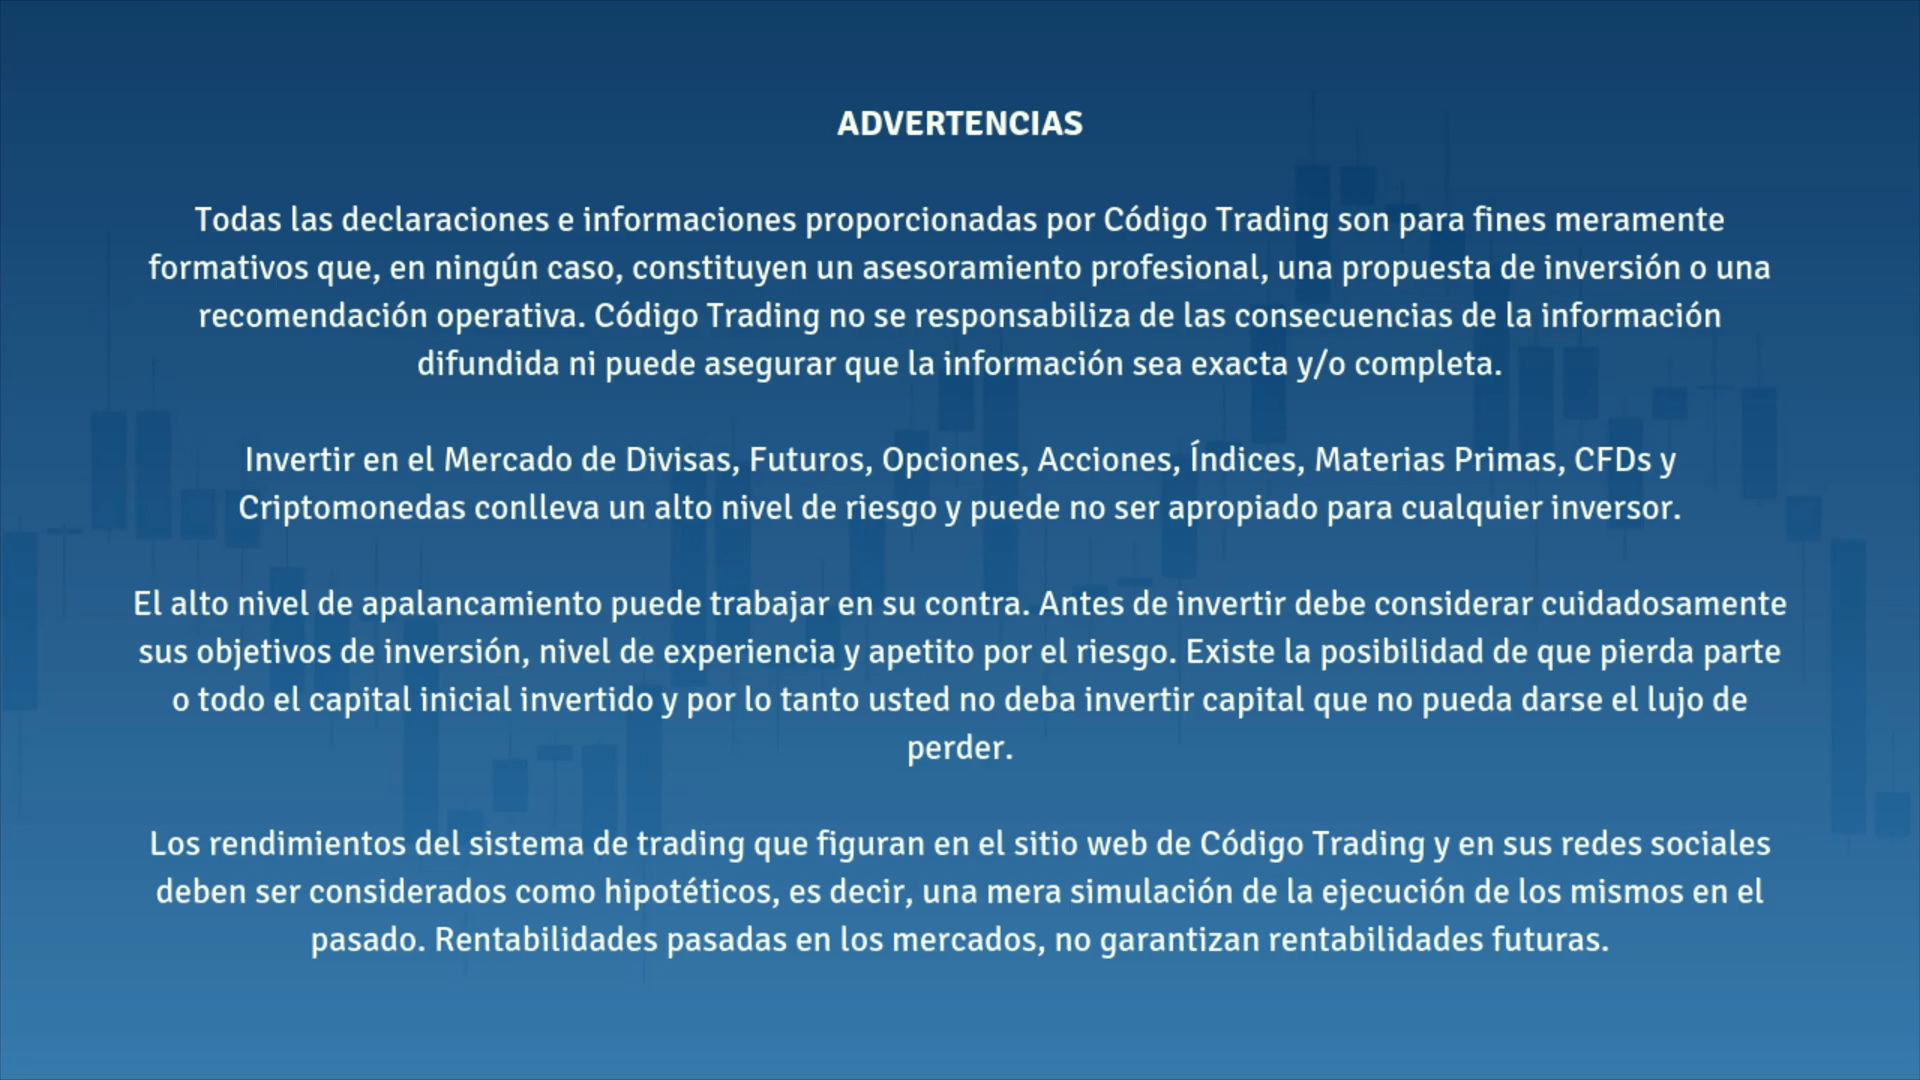 ADVERTENCIAS
Todas las declaraciones e informaciones proporcionadas por Código Trading son para fines meramente
formativos que, en ningún caso, constituyen un asesoramiento profesional, una propuesta de inversión o una
recomendación operativa. Código Trading no se responsabiliza de las consecuencias de la información
difundida ni puede asegurar que la información sea exacta y/o completa.
Invertir en el Mercado de Divisas, Futuros, Opciones, Acciones, Índices, Materias Primas, CFDs y
Criptomonedas conlleva un alto nivel de riesgo y puede no ser apropiado para cualquier inversor.
El alto nivel de apalancamiento puede trabajar en su contra. Antes de invertir debe considerar cuidadosamente
sus objetivos de inversión, nivel de experiencia y apetito por el riesgo. Existe la posibilidad de que pierda parte
o todo el capital inicial invertido y por lo tanto usted no deba invertir capital que no pueda darse el lujo de
perder.
Los rendimientos del sistema de trading que figuran en el sitio web de Código Trading y en sus redes sociales
deben ser considerados como hipotéticos, es decir, una mera simulación de la ejecución de los mismos en el
pasado. Rentabilidades pasadas en los mercados, no garantizan rentabilidades futuras.